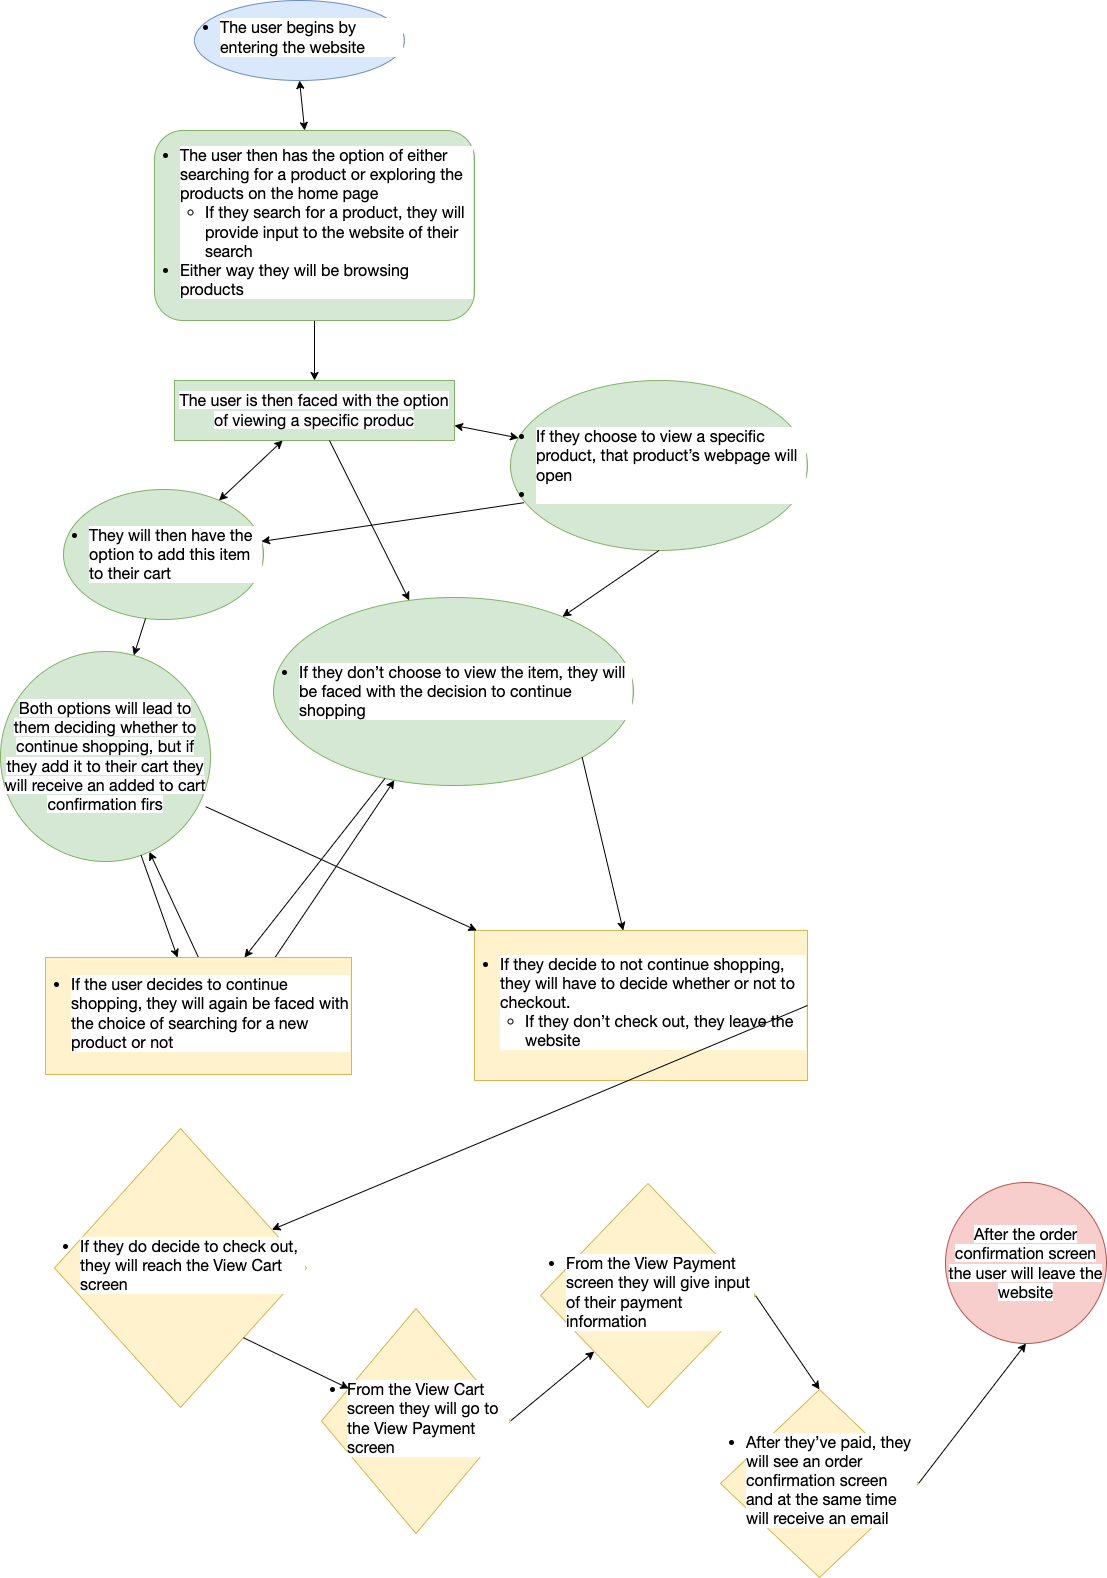 The user begins by
entering the website
The user then has the option of either
searching for a product or exploring the
products on the home page
If they search for a product, they will
provide input to the website of their
search
Either way they will be browsing
products
The user is then faced with the option
of viewing a specific produc
If they choose to view a specific
product, that product’s webpage will
open
They will then have the
option to add this item
to their cart
If they don’t choose to view the item, they will
be faced with the decision to continue
shopping
Both options will lead to
them deciding whether to
continue shopping, but if
they add it to their cart they
will receive an added to cart
confirmation firs
If the user decides to continue
shopping, they will again be faced with
the choice of searching for a new
product or not
If they decide to not continue shopping,
they will have to decide whether or not to
checkout.
If they don’t check out, they leave the
website
If they do decide to check out,
they will reach the View Cart
screen
From the View Cart
screen they will go to
the View Payment
screen
From the View Payment
screen they will give input
of their payment
information
After they’ve paid, they
will see an order
confirmation screen
and at the same time
will receive an email
After the order
confirmation screen
the user will leave the
website